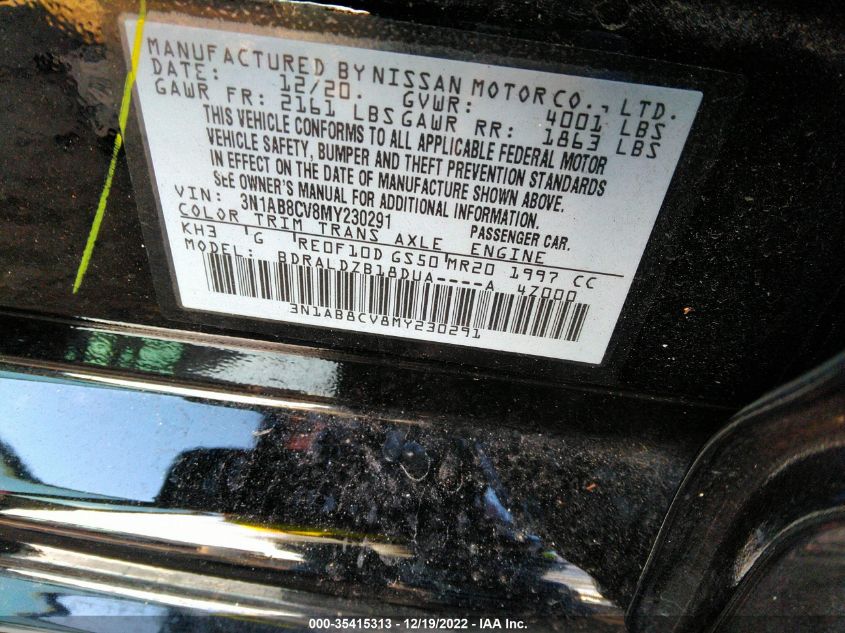 MANUFACTURED BY NISSAN MOTOR CO., LTD.
DATE: 12/20. GVWR: 4001 LBS
GAWR FR: 2161 LBS GAWR RR: 1863 LBS
THIS VEHICLE CONFORMS TO ALL APPLICABLE FEDERAL MOTOR
VEHICLE SAFETY, BUMPER AND THEFT PREVENTION STANDARDS
IN EFFECT ON THE DATE OF MANUFACTURE SHOWN ABOVE.
SEE OWNER'S MANUAL FOR ADDITIONAL INFORMATION.
VIN: 3N1AB8CV8MY230291 PASSENGER CAR.
COLOR TRIM TRANS AXLE ENGINE
KH3 G RE0F10D GS50 MR20 1997 CC
MODEL: BDRALDZB18DUA----A 4Z000
3N1AB8CV8MY230291
000-35415313 - 12/19/2022 - IAA Inc.